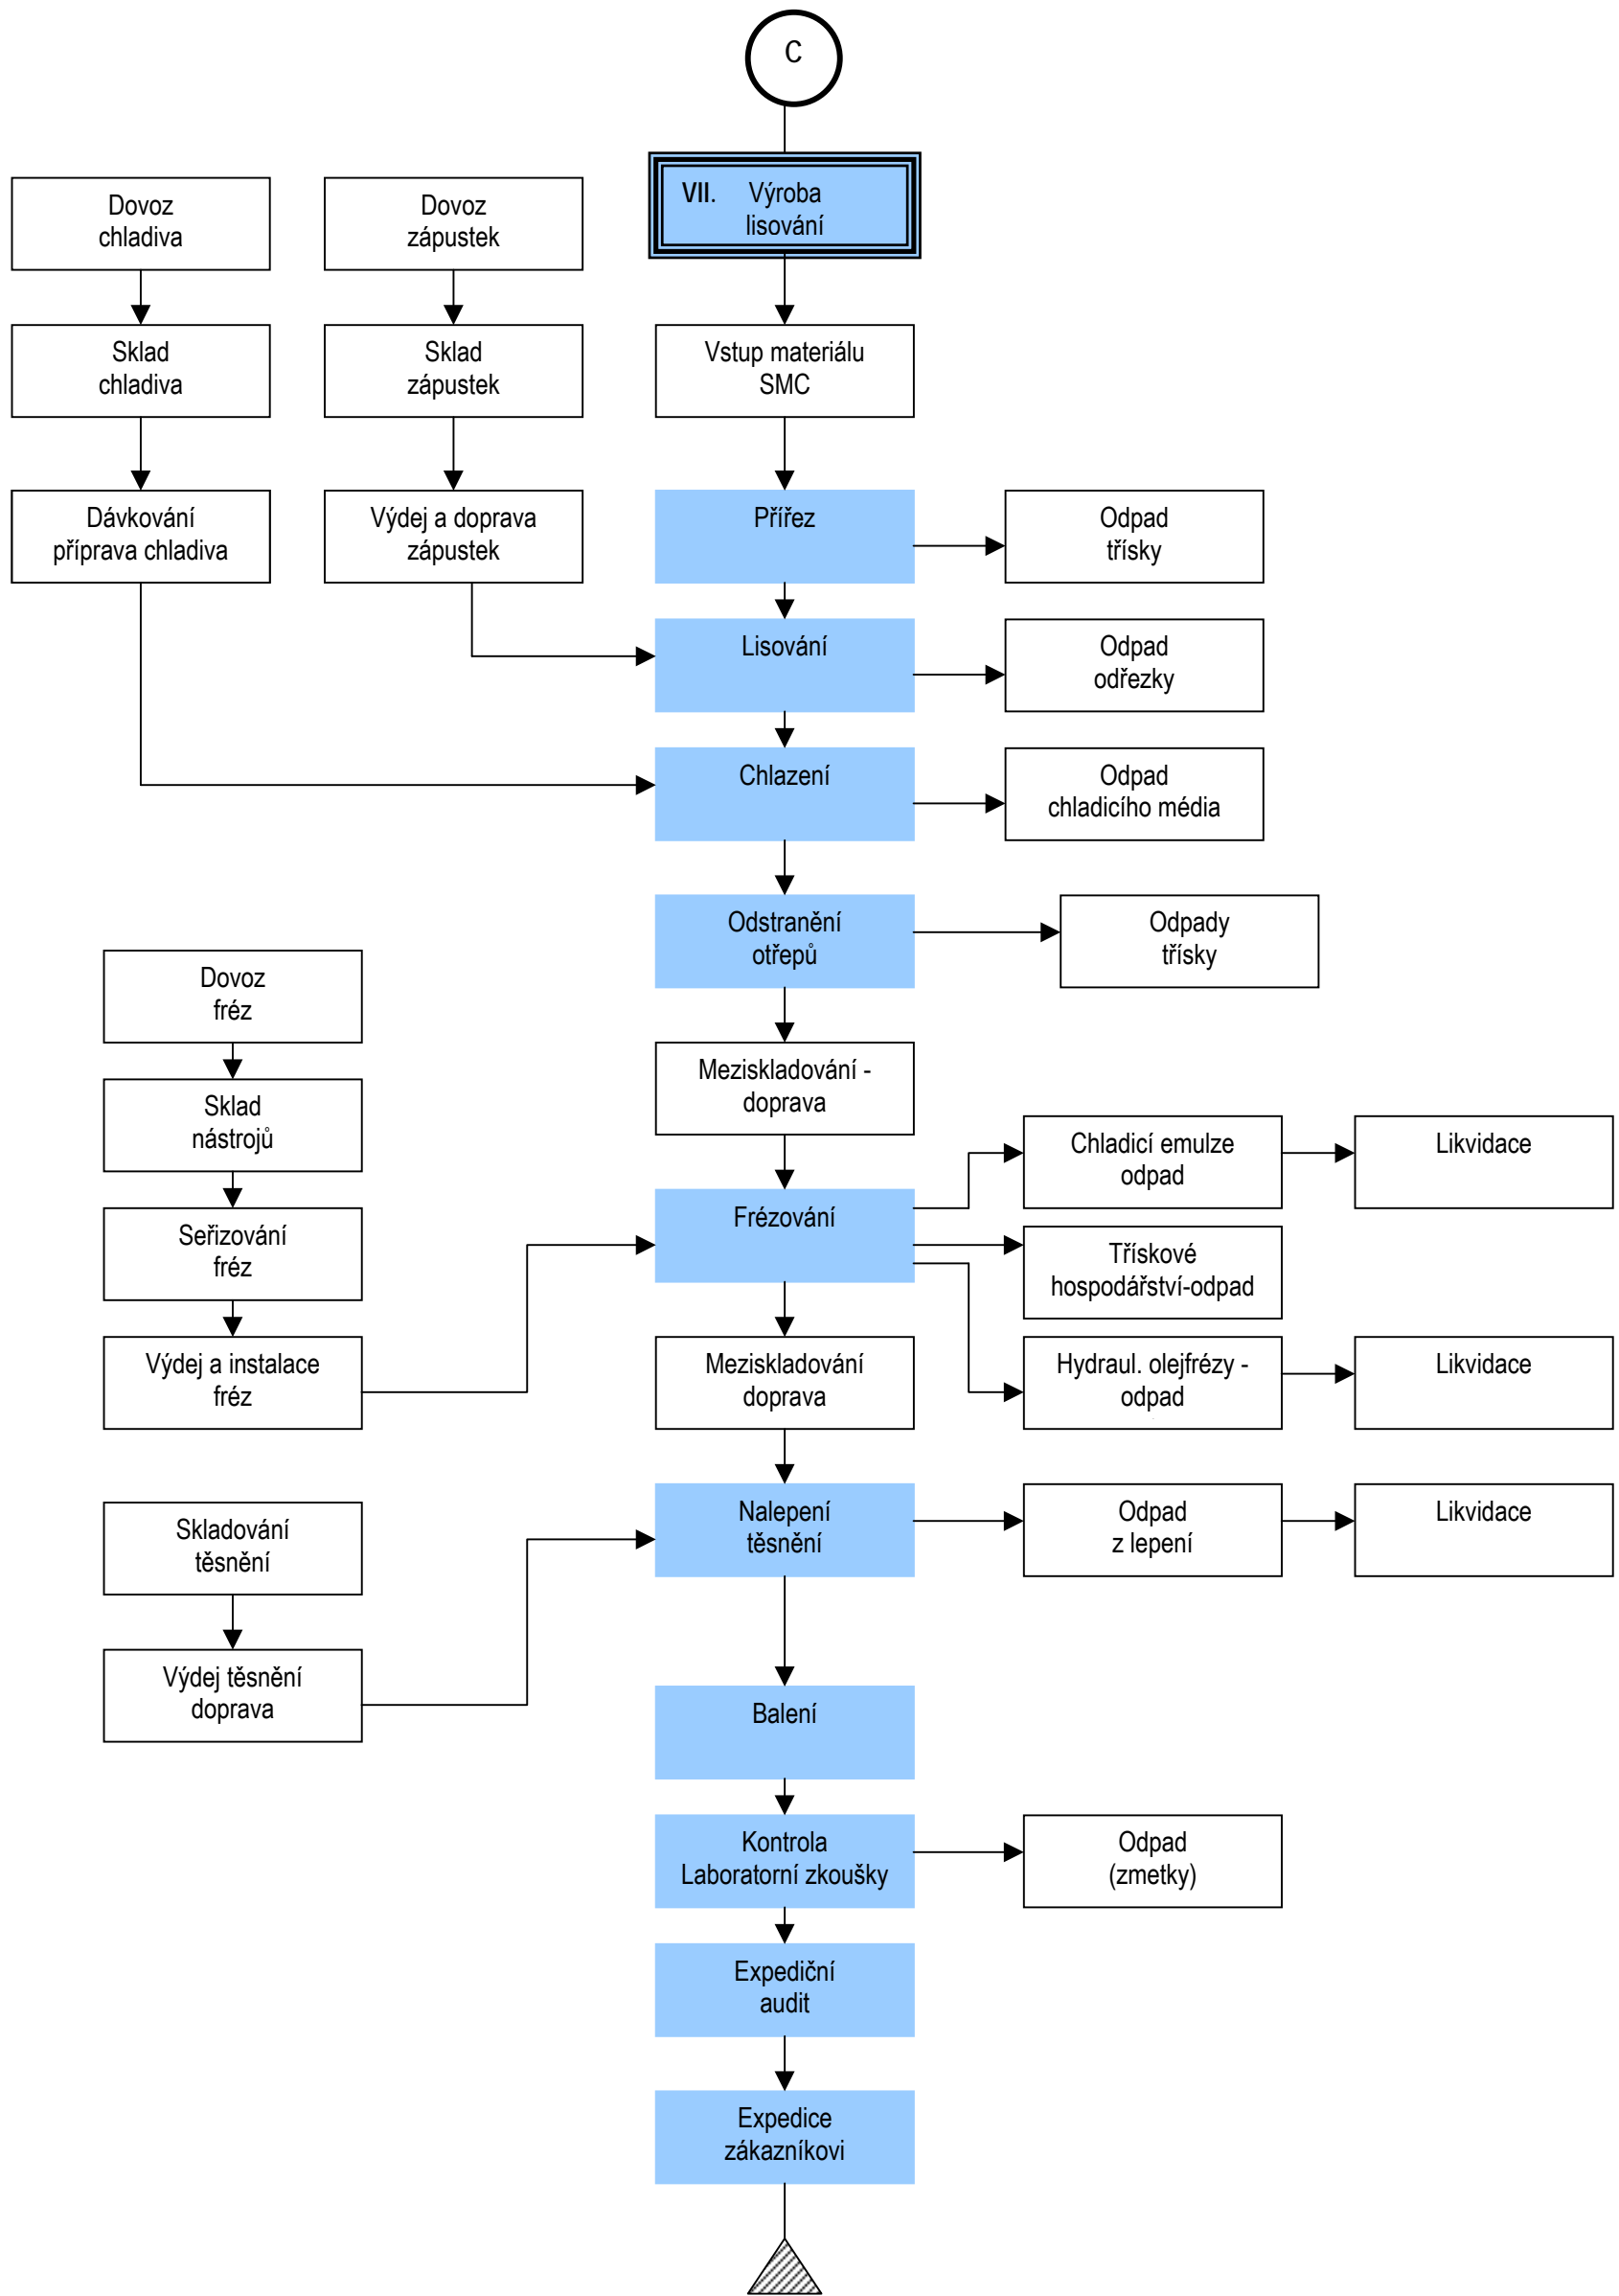 C
VII. Výroba
lisování
Dovoz
chladiva
Dovoz
zápustek
Sklad
chladiva
Sklad
zápustek
Vstup materiálu
SMC
Dávkování
příprava chladiva
Výdej a doprava
zápustek
Přířez
Odpad
třísky
Lisování
Odpad
odřezky
Chlazení
Odpad
chladicího média
Odstranění
otřepů
Odpady
třísky
Dovoz
fréz
Meziskladování -
doprava
Sklad
nástrojů
Chladicí emulze
odpad
Likvidace
Seřizování
fréz
Frézování
Třískové
hospodářství-odpad
Výdej a instalace
fréz
Meziskladování
doprava
Hydraul. olejfrézy -
odpad
Likvidace
Skladování
těsnění
Nalepení
těsnění
Odpad
z lepení
Likvidace
Výdej těsnění
doprava
Balení
Kontrola
Laboratorní zkoušky
Odpad
(zmetky)
Expediční
audit
Expedice
zákazníkovi